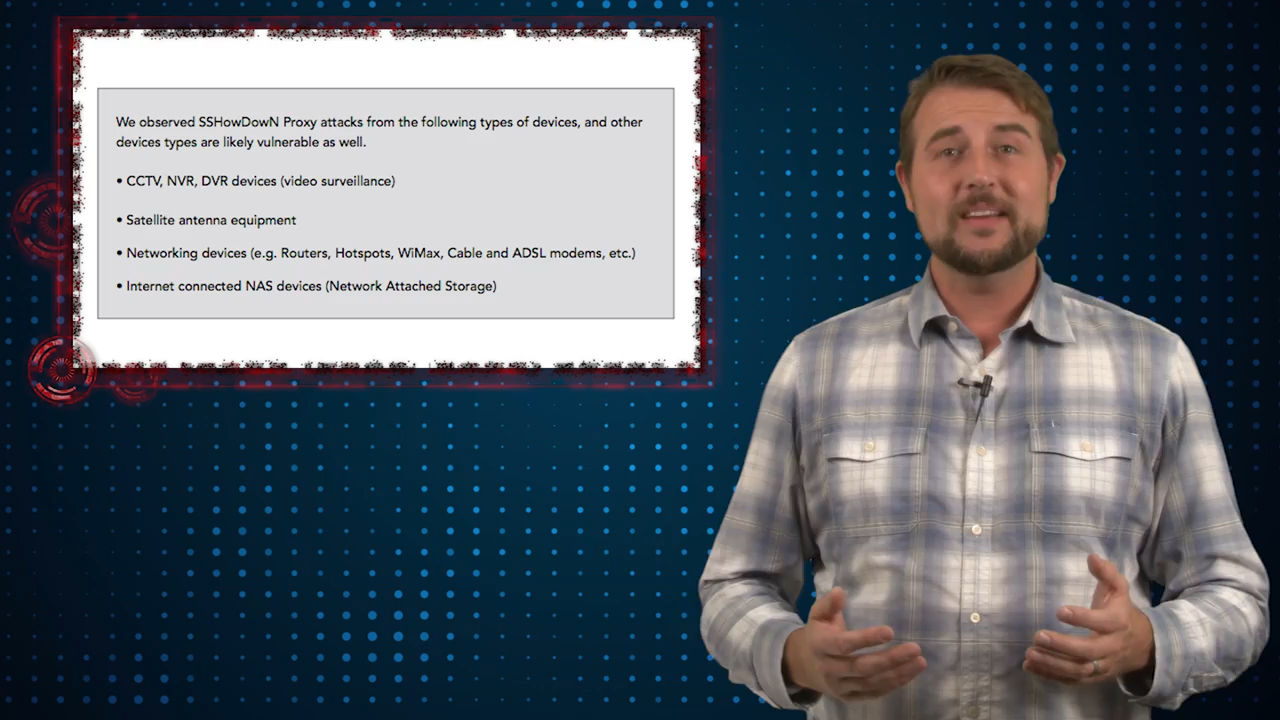 We observed SSHowDowN Proxy attacks from the following types of devices, and other
devices types are likely vulnerable as well.
• CCTV, NVR, DVR devices (video surveillance)
• Satellite antenna equipment
• Networking devices (e.g. Routers, Hotspots, WiMax, Cable and ADSL modems, etc.)
• Internet connected NAS devices (Network Attached Storage)